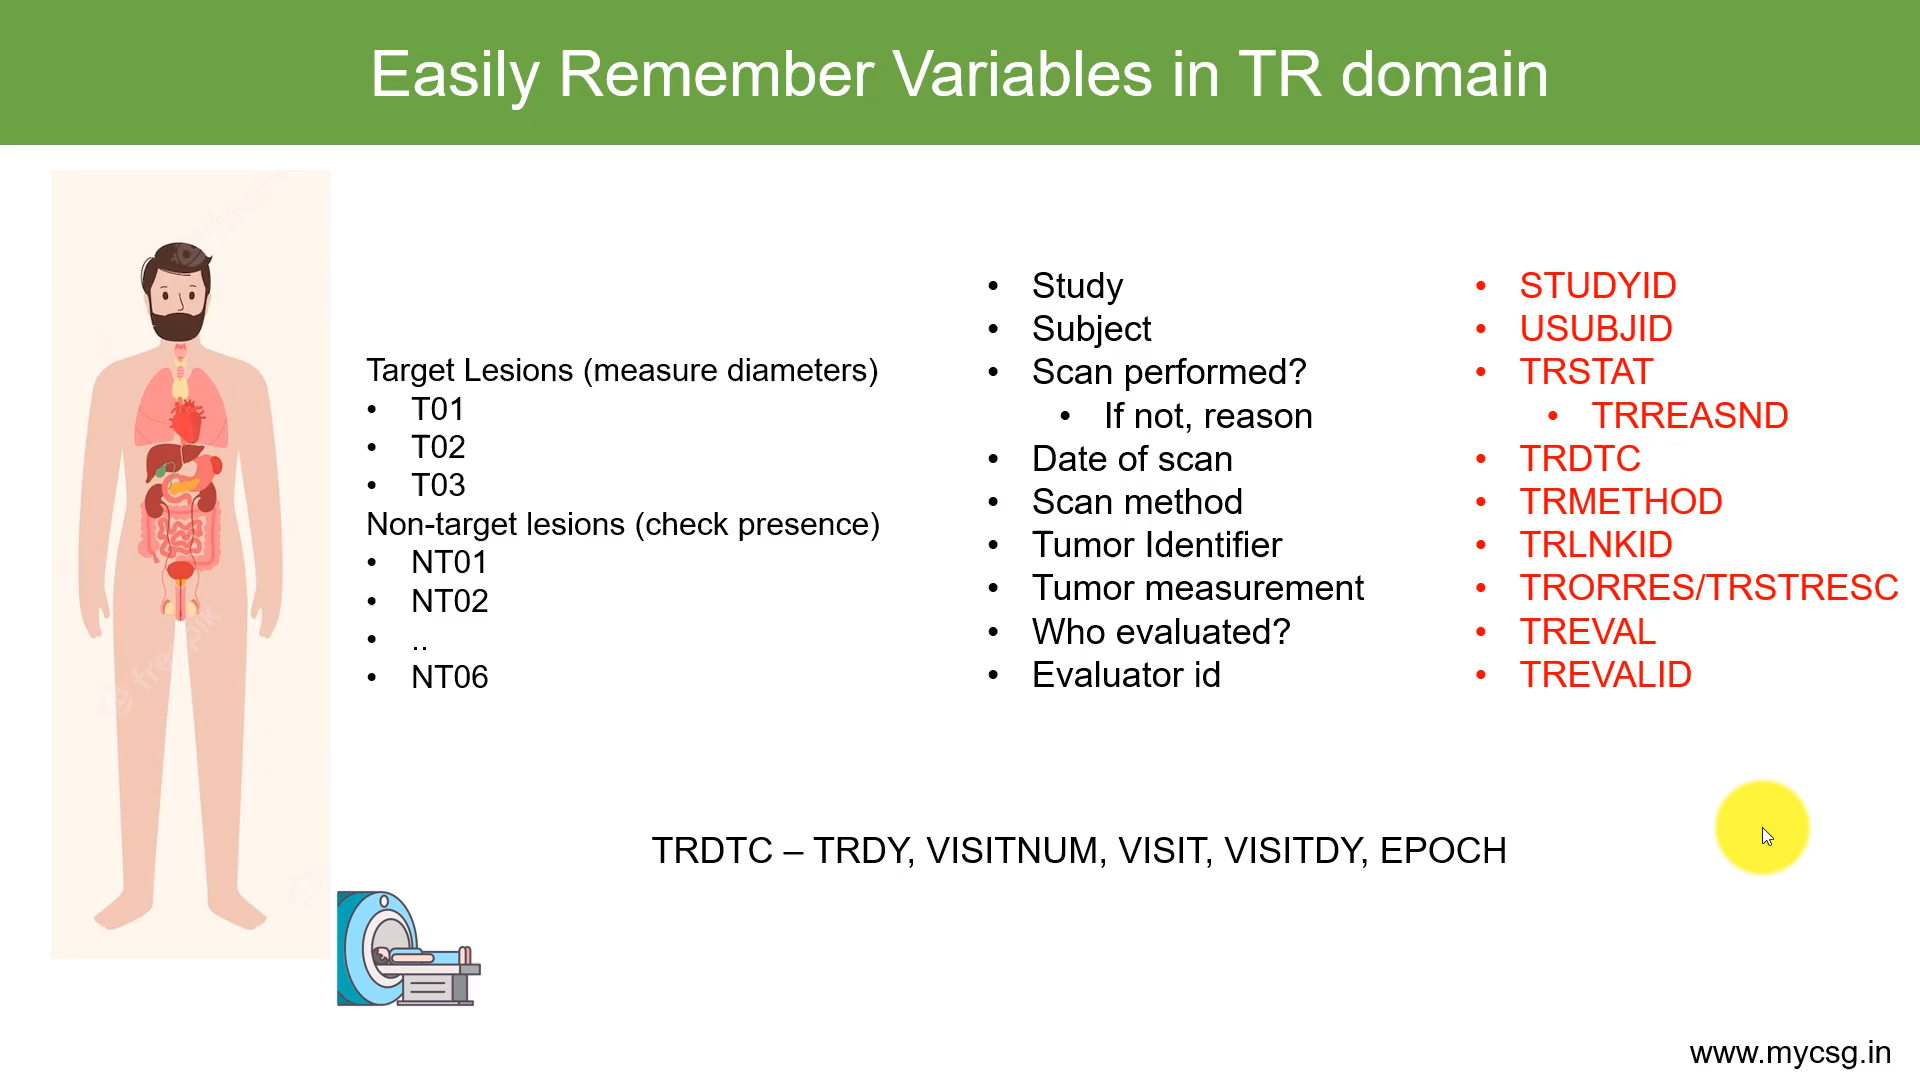 Easily Remember Variables in TR domain
Target Lesions (measure diameters)
• T01
• T02
• T03
Non-target lesions (check presence)
• NT01
• NT02
• ..
• NT06
• Study
• Subject
• Scan performed?
• If not, reason
• Date of scan
• Scan method
• Tumor Identifier
• Tumor measurement
• Who evaluated?
• Evaluator id
• STUDYID
• USUBJID
• TRSTAT
• TRREASND
• TRDTC
• TRMETHOD
• TRLNKID
• TRORRES/TRSTRESC
• TREVAL
• TREVALID
TRDTC – TRDY, VISITNUM, VISIT, VISITDY, EPOCH
freepik
www.mycsg.in